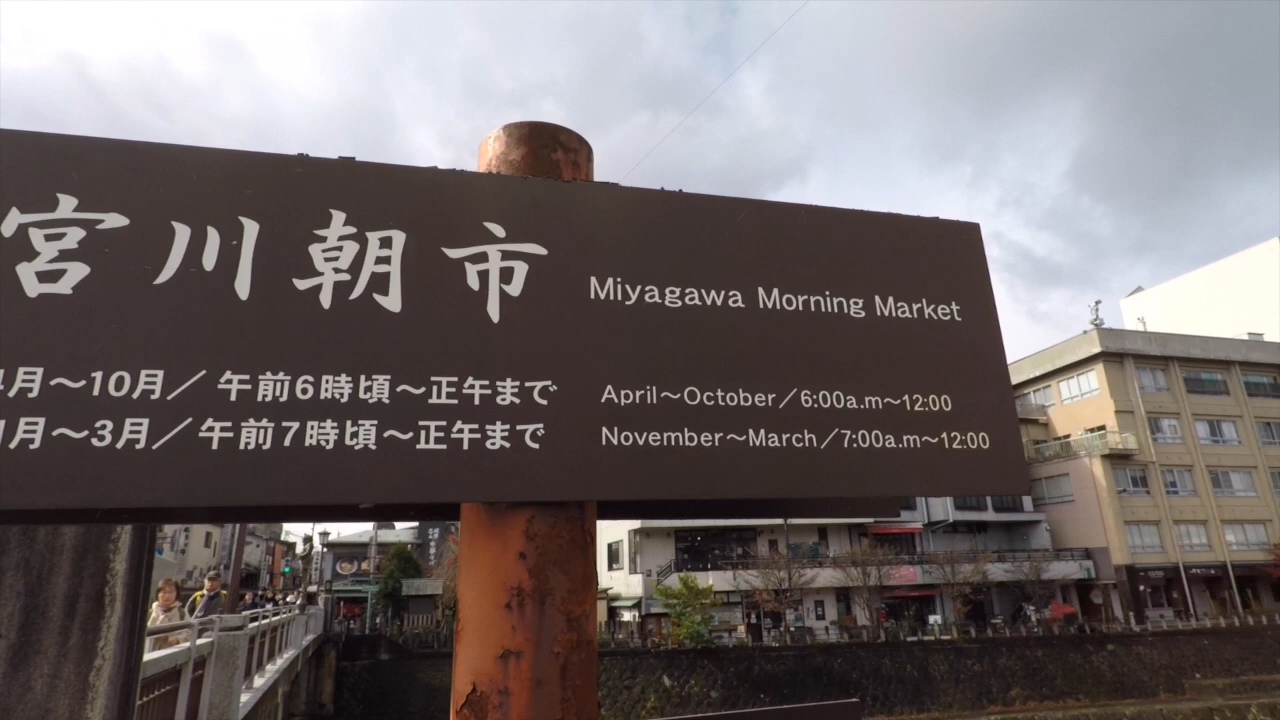 宮川朝市
Miyagawa Morning Market
月～10月／午前6時頃～正午まで
April～October／6:00a.m～12:00
月～3月／午前7時頃～正午まで
November～March／7:00a.m～12:00